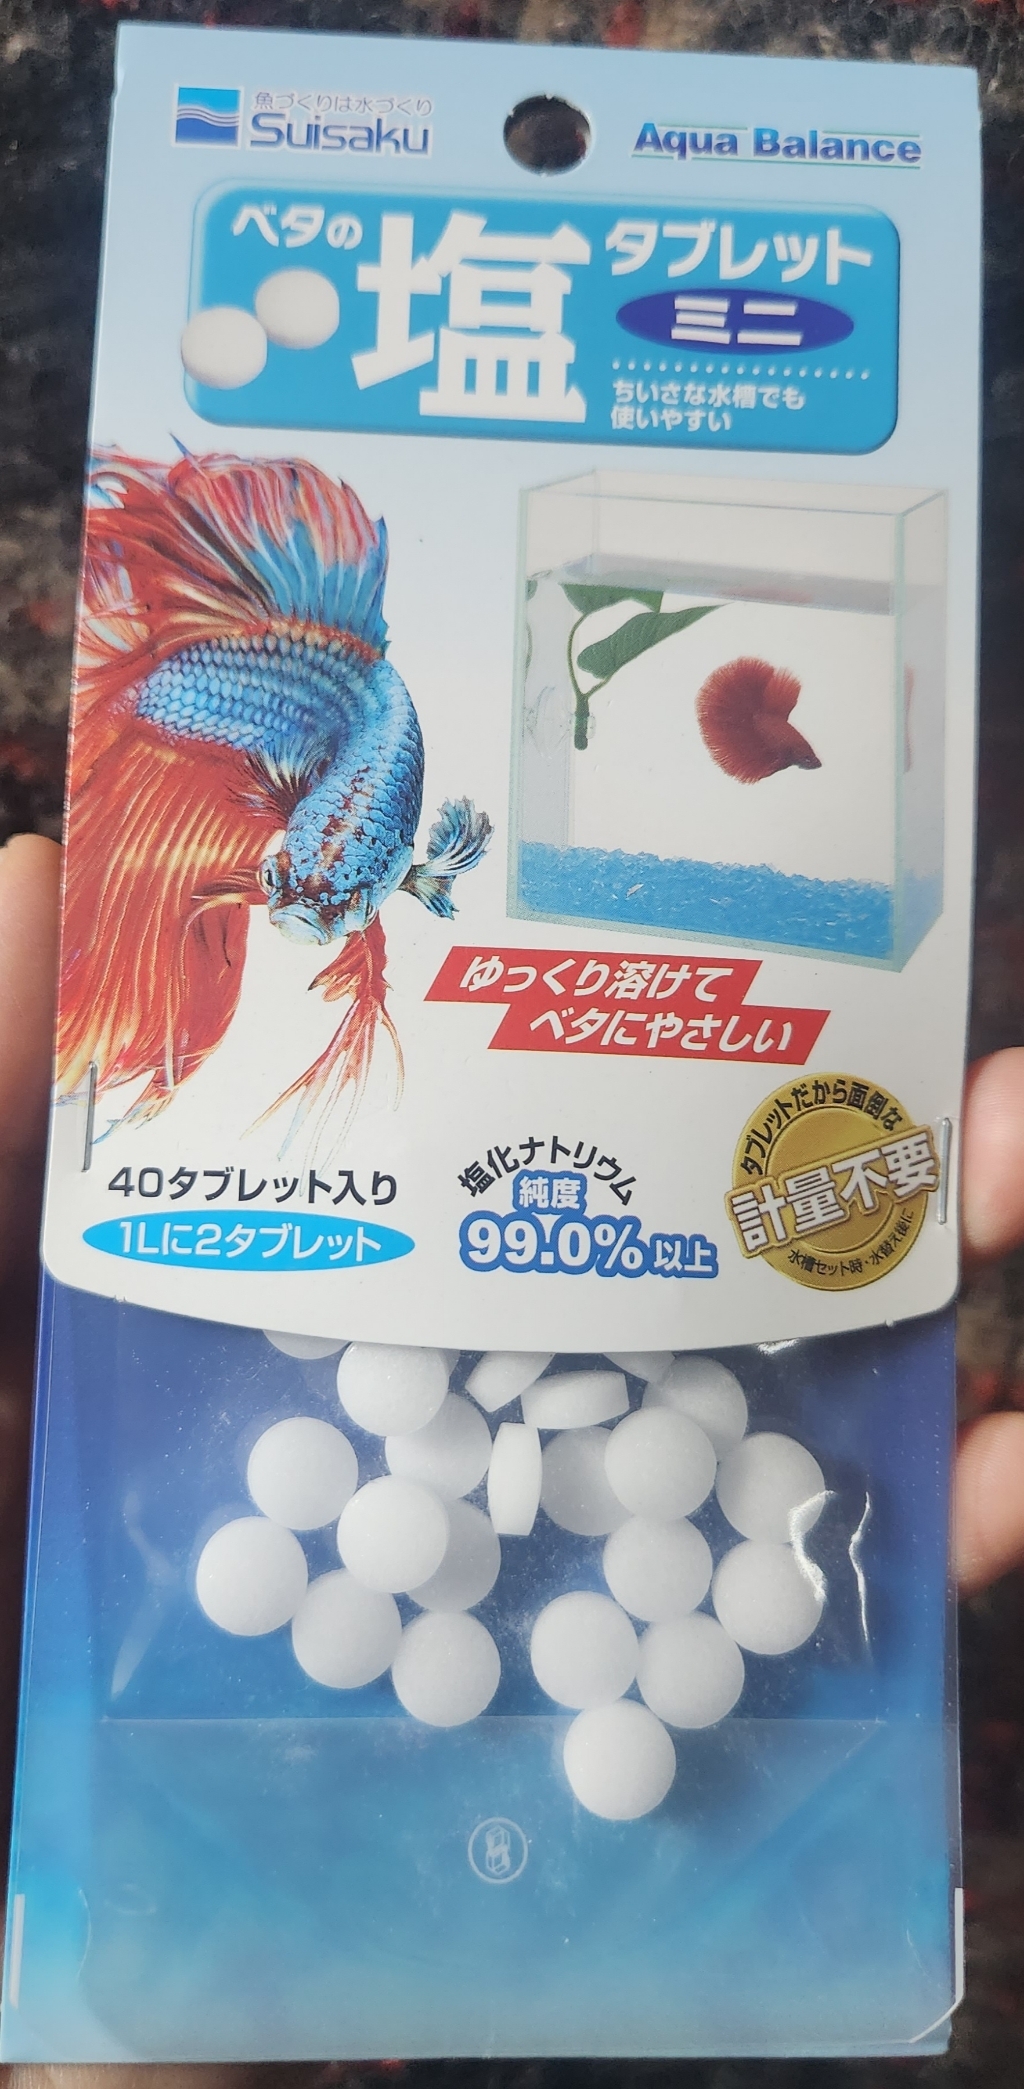 魚づくりは水づくり
Suisaku
Aqua Balance
ベタの
塩
タブレット
ミニ
ちいさな水槽でも
使いやすい
ゆっくり溶けて
ベタにやさしい
40タブレット入り
1Lに2タブレット
塩化ナトリウム
純度
99.0%以上
タブレットだから面倒な
計量不要
水槽セット時・水替え後に